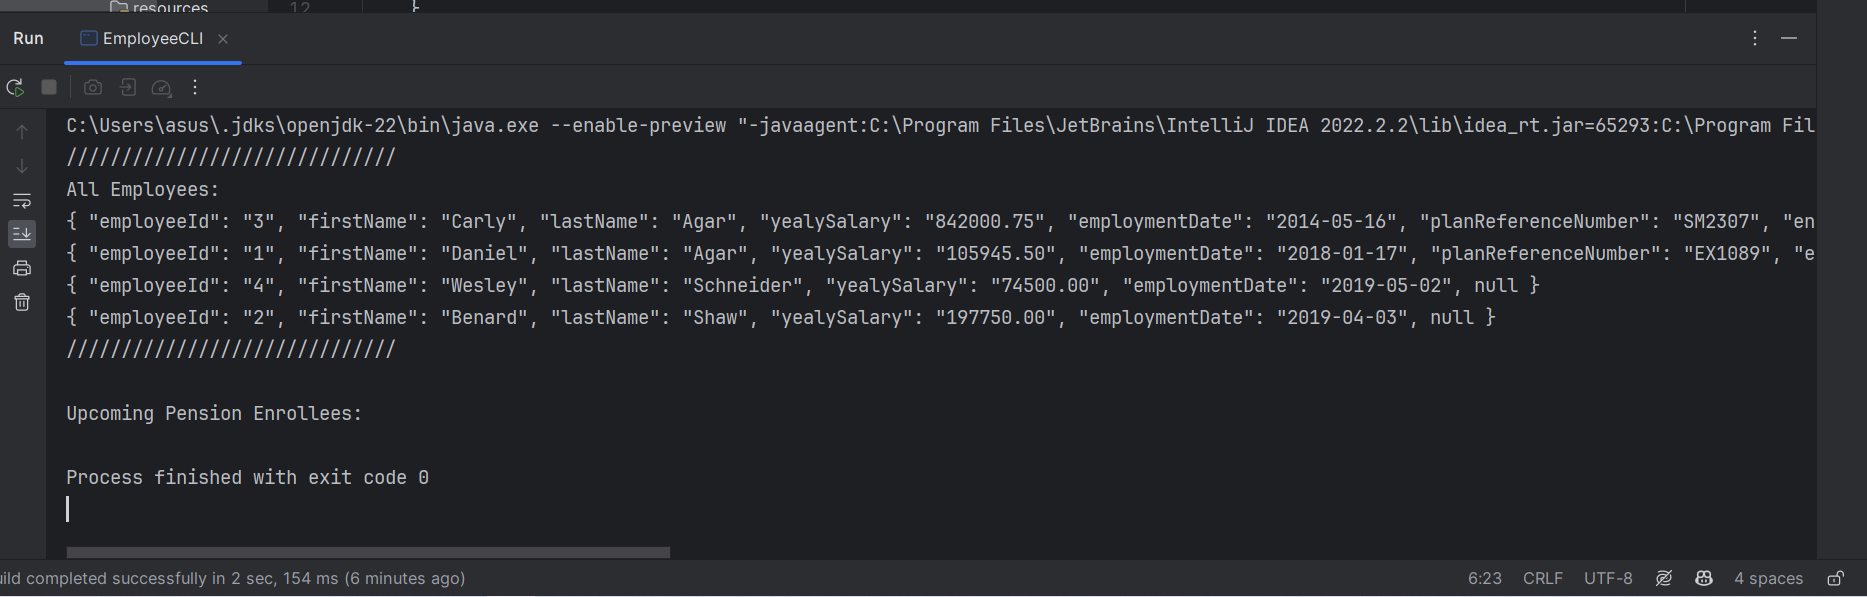 resources
12
}
Run
EmployeeCLI
C:\Users\asus\.jdks\openjdk-22\bin\java.exe --enable-preview "-javaagent:C:\Program Files\JetBrains\IntelliJ IDEA 2022.2.2\lib\idea_rt.jar=65293:C:\Program Fil
//////////////////////////////
All Employees:
{ "employeeId": "3", "firstName": "Carly", "lastName": "Agar", "yealySalary": "842000.75", "employmentDate": "2014-05-16", "planReferenceNumber": "SM2307", "en
{ "employeeId": "1", "firstName": "Daniel", "lastName": "Agar", "yealySalary": "105945.50", "employmentDate": "2018-01-17", "planReferenceNumber": "EX1089", "e
{ "employeeId": "4", "firstName": "Wesley", "lastName": "Schneider", "yealySalary": "74500.00", "employmentDate": "2019-05-02", null }
{ "employeeId": "2", "firstName": "Benard", "lastName": "Shaw", "yealySalary": "197750.00", "employmentDate": "2019-04-03", null }
//////////////////////////////
Upcoming Pension Enrollees:
Process finished with exit code 0
uild completed successfully in 2 sec, 154 ms (6 minutes ago)
6:23 CRLF UTF-8 4 spaces